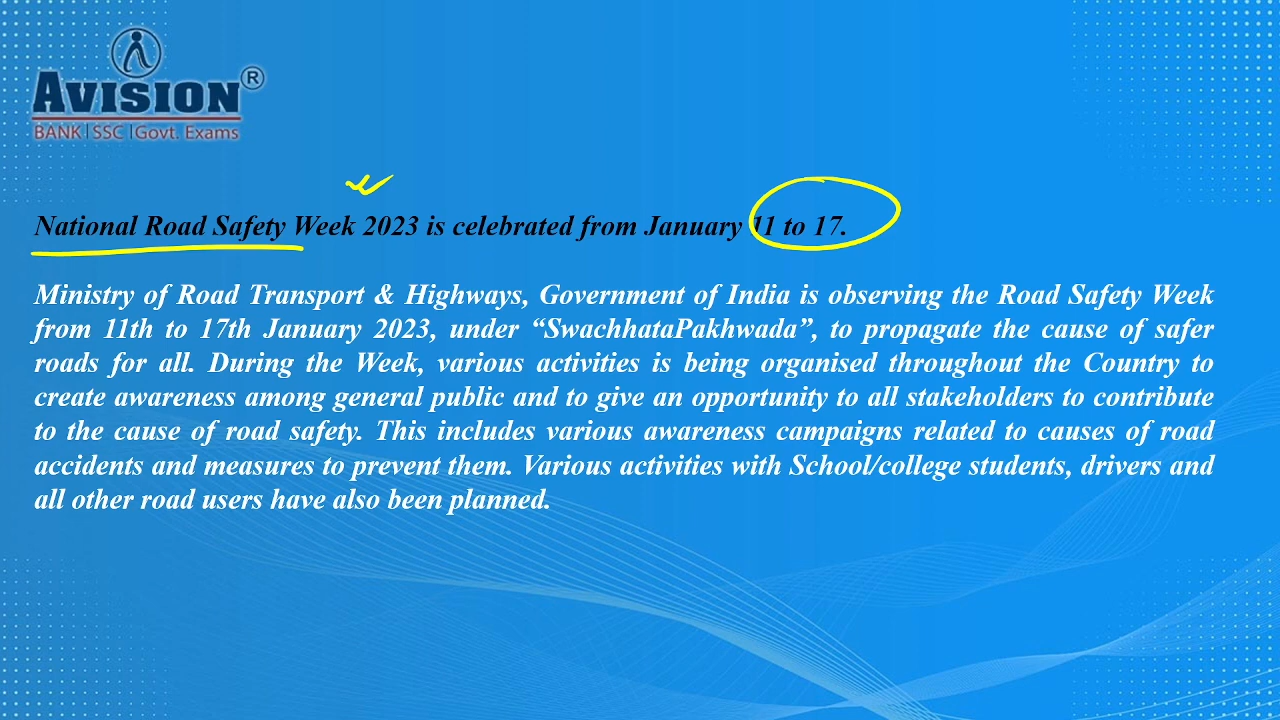 AVISION®
BANK|SSC|Govt. Exams
National Road Safety Week 2023 is celebrated from January 11 to 17.
Ministry of Road Transport & Highways, Government of India is observing the Road Safety Week
from 11th to 17th January 2023, under “SwachhataPakhwada”, to propagate the cause of safer
roads for all. During the Week, various activities is being organised throughout the Country to
create awareness among general public and to give an opportunity to all stakeholders to contribute
to the cause of road safety. This includes various awareness campaigns related to causes of road
accidents and measures to prevent them. Various activities with School/college students, drivers and
all other road users have also been planned.